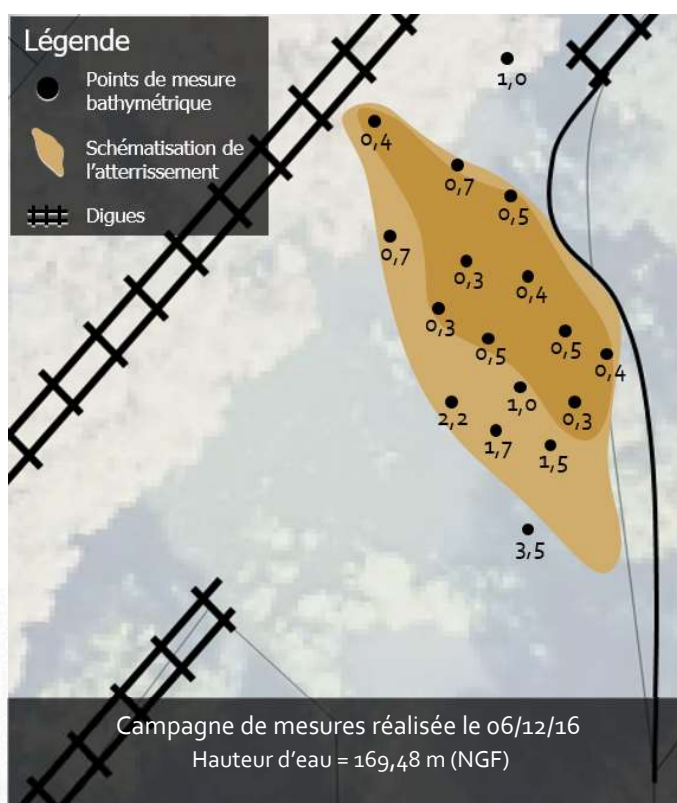 Légende
Points de mesure
bathymétrique
Schématisation de
l'atterrissement
Digues
1,0
0,4
0,7
0,5
0,7
0,3
0,4
0,3
0,5
0,5
0,4
1,0
2,2
0,3
1,7
1,5
3,5
Campagne de mesures réalisée le 06/12/16
Hauteur d'eau = 169,48 m (NGF)